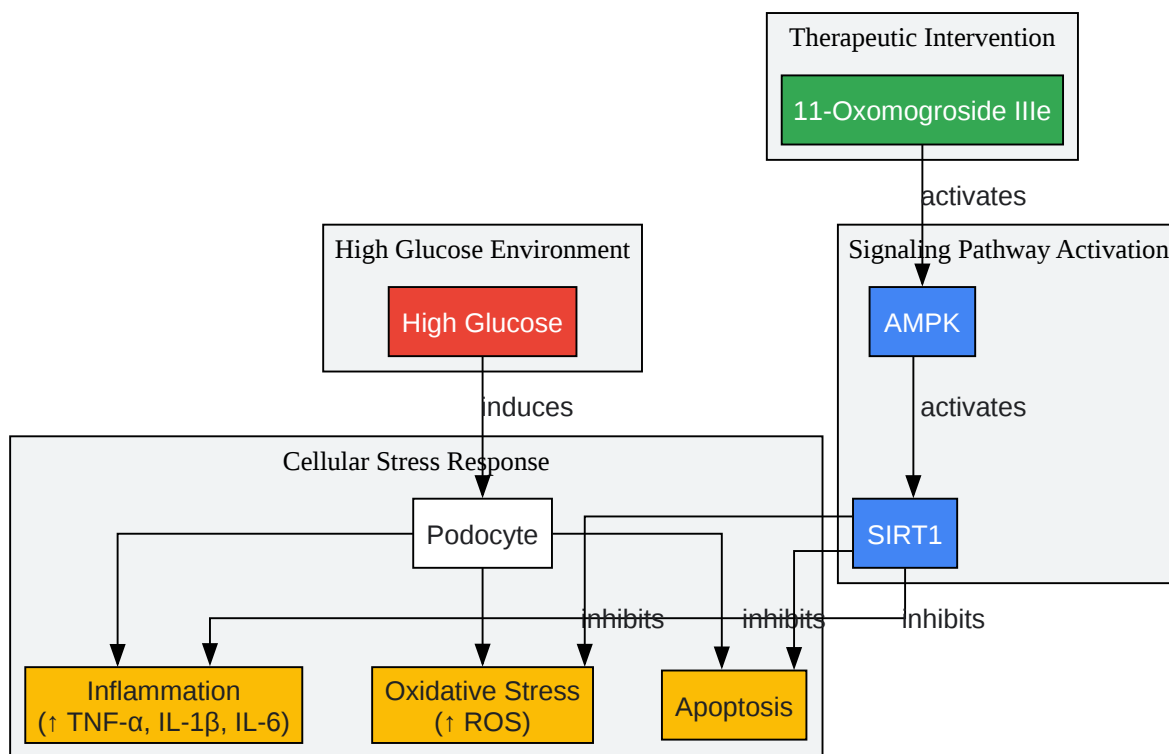 Therapeutic Intervention
11-Oxomogroside IIIe
activates
High Glucose Environment
Signaling Pathway Activation
High Glucose
AMPK
induces
activates
Cellular Stress Response
Podocyte
SIRT1
inhibits
inhibits
inhibits
Inflammation
(↑ TNF-α, IL-1β, IL-6)
Oxidative Stress
(↑ ROS)
Apoptosis